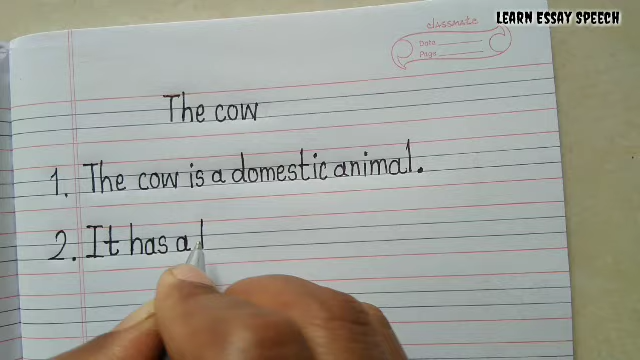 LEARN ESSAY SPEECH
classmate
Date
Page
The cow
1. The cow is a domestic animal.
2. It has a